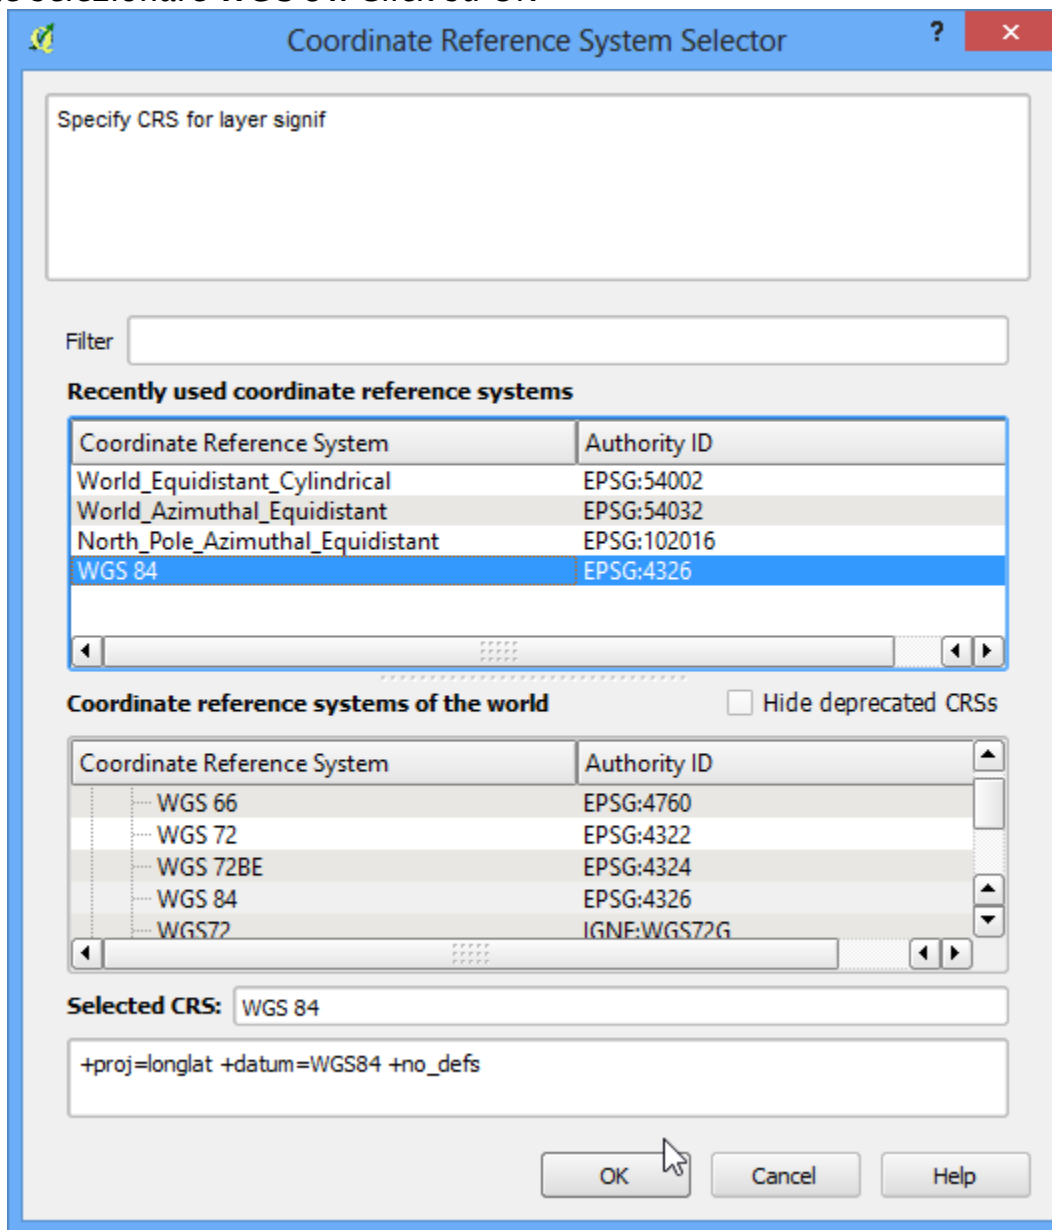 Coordinate Reference System Selector ?
Specify CRS for layer signif
Filter
Recently used coordinate reference systems
Coordinate Reference System Authority ID
World_Equidistant_Cylindrical EPSG:54002
World_Azimuthal_Equidistant EPSG:54032
North_Pole_Azimuthal_Equidistant EPSG:102016
WGS 84 EPSG:4326
Coordinate reference systems of the world Hide deprecated CRSs
Coordinate Reference System Authority ID
WGS 66 EPSG:4760
WGS 72 EPSG:4322
WGS 72BE EPSG:4324
WGS 84 EPSG:4326
WGS72 IGNF:WGS72G
Selected CRS: WGS 84
+proj=longlat +datum=WGS84 +no_defs
OK Cancel Help